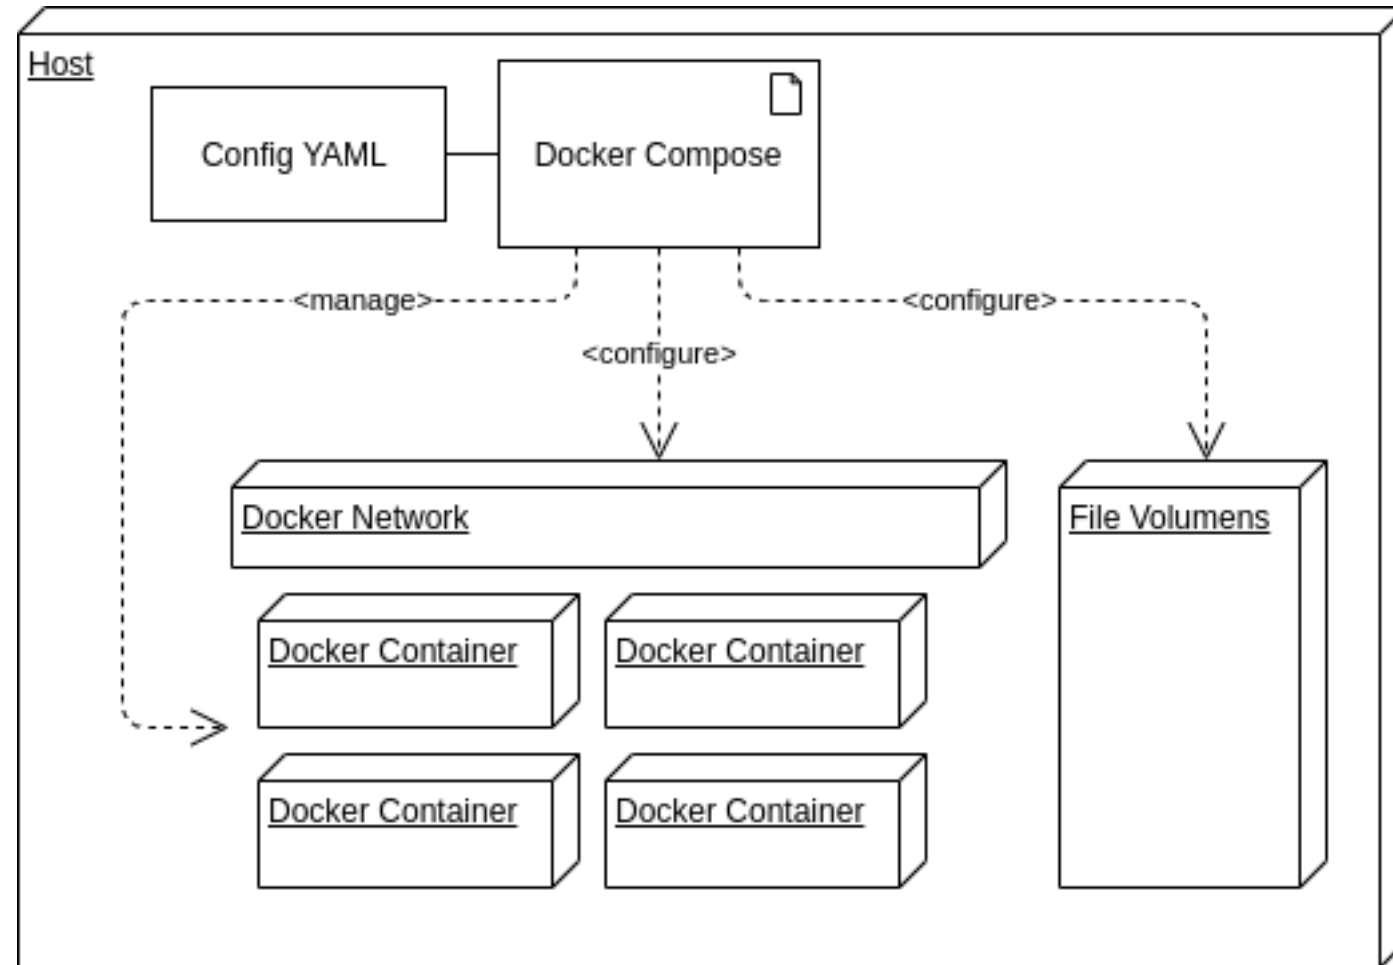 Host
Config YAML
Docker Compose
<manage>
<configure>
<configure>
Docker Network
File Volumens
Docker Container
Docker Container
Docker Container
Docker Container